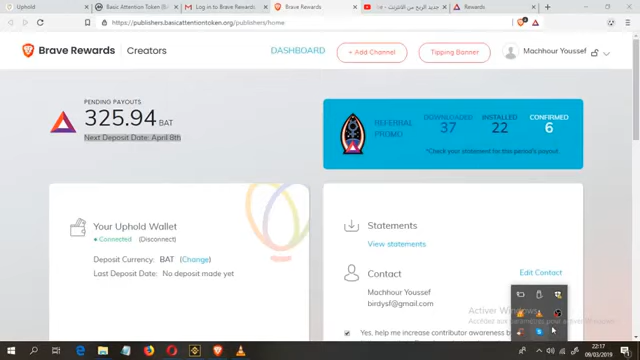 Uphold
Basic Attention Token (BA
Log in to Brave Rewards
Brave Rewards
جديد الربح من الانترنت
Rewards
https://publishers.basicattentiontoken.org/publishers/home
Brave Rewards Creators
DASHBOARD
+ Add Channel
Tipping Banner
Machhour Youssef
PENDING PAYOUTS
325.94 BAT
Next Deposit Date: April 8th
REFERRAL PROMO
DOWNLOADED
37
INSTALLED
22
CONFIRMED
6
*Check your statement for this period's payout.
Your Uphold Wallet
Connected (Disconnect)
Deposit Currency: BAT (Change)
Last Deposit Date: No deposit made yet
Statements
View statements
Contact
Edit Contact
Machhour Youssef
birdysf@gmail.com
Yes, help me increase contributor awareness b
Activer Windows
22:17
09/03/2019